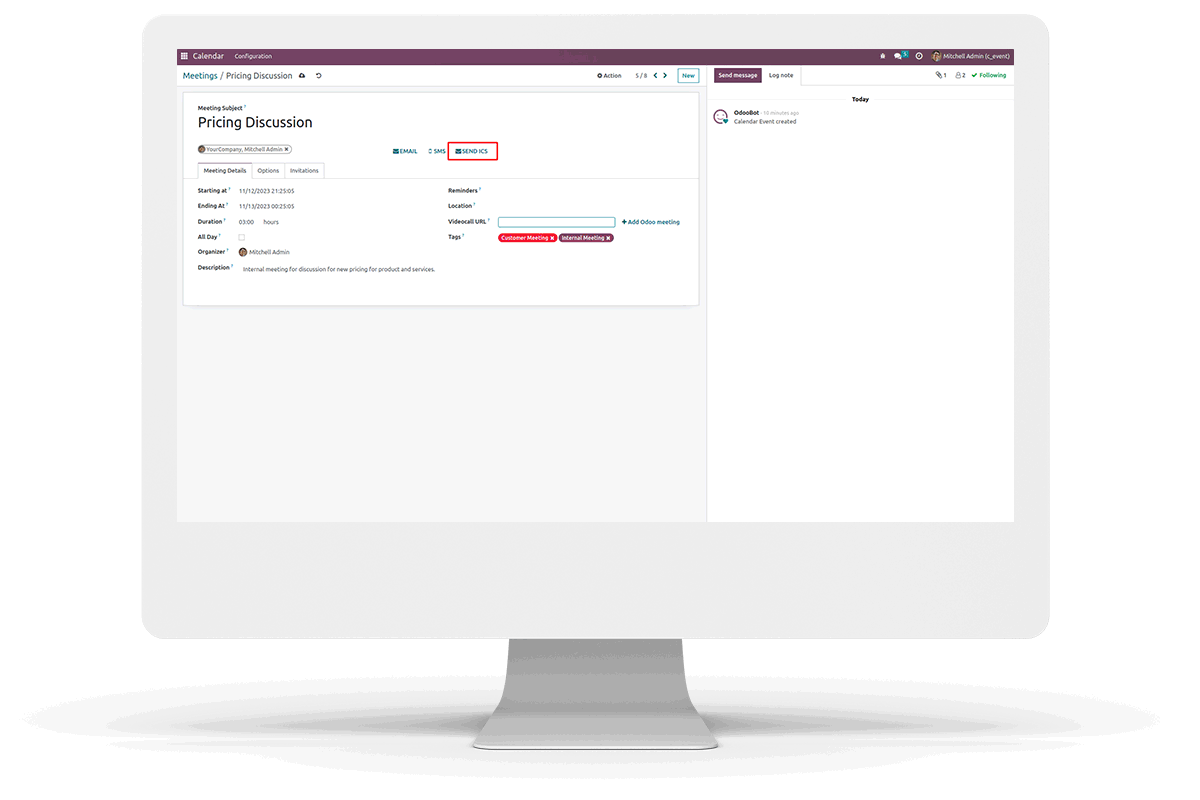 Calendar Configuration
5
Mitchell Admin (c_event)
Meetings / Pricing Discussion
Action
5 / 8
New
Send message
Log note
1
2
Following
Meeting Subject ?
Pricing Discussion
YourCompany, Mitchell Admin ×
EMAIL
SMS
SEND ICS
Meeting Details
Options
Invitations
Starting at ? 11/12/2023 21:25:05
Ending At ? 11/13/2023 00:25:05
Duration ? 03:00 hours
All Day ?
Organizer ? Mitchell Admin
Description ? Internal meeting for discussion for new pricing for product and services.
Reminders ?
Location ?
Videocall URL ? + Add Odoo meeting
Tags ? Customer Meeting × Internal Meeting ×
Today
OdooBot - 10 minutes ago
Calendar Event created